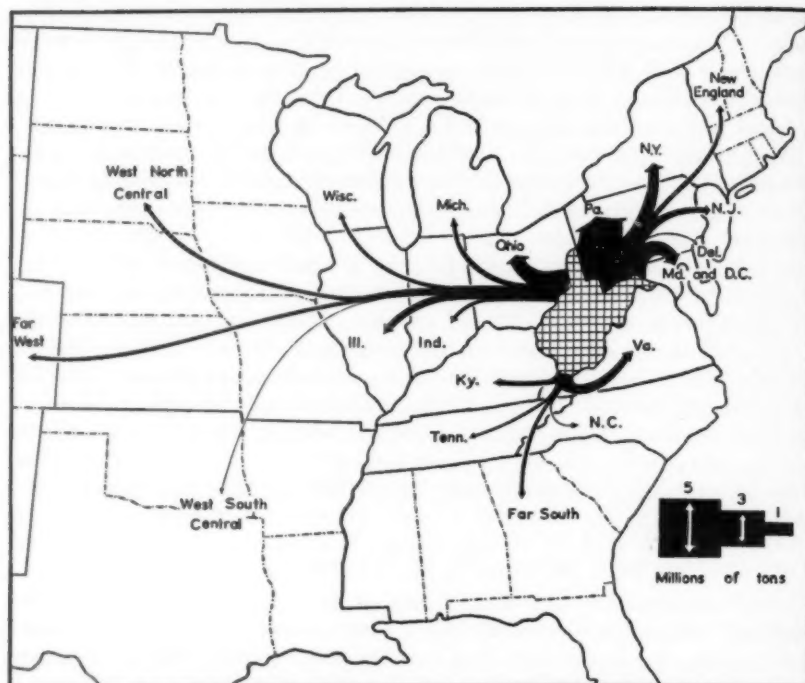 New
England
N.Y.
West North
Central
Wisc.
Mich.
Pa.
N.J.
Ohio
Del.
Md. and D.C.
Far
West
Ill.
Ind.
Va.
Ky.
N.C.
Tenn.
West South
Central
Far South
5
3
1
Millions of tons